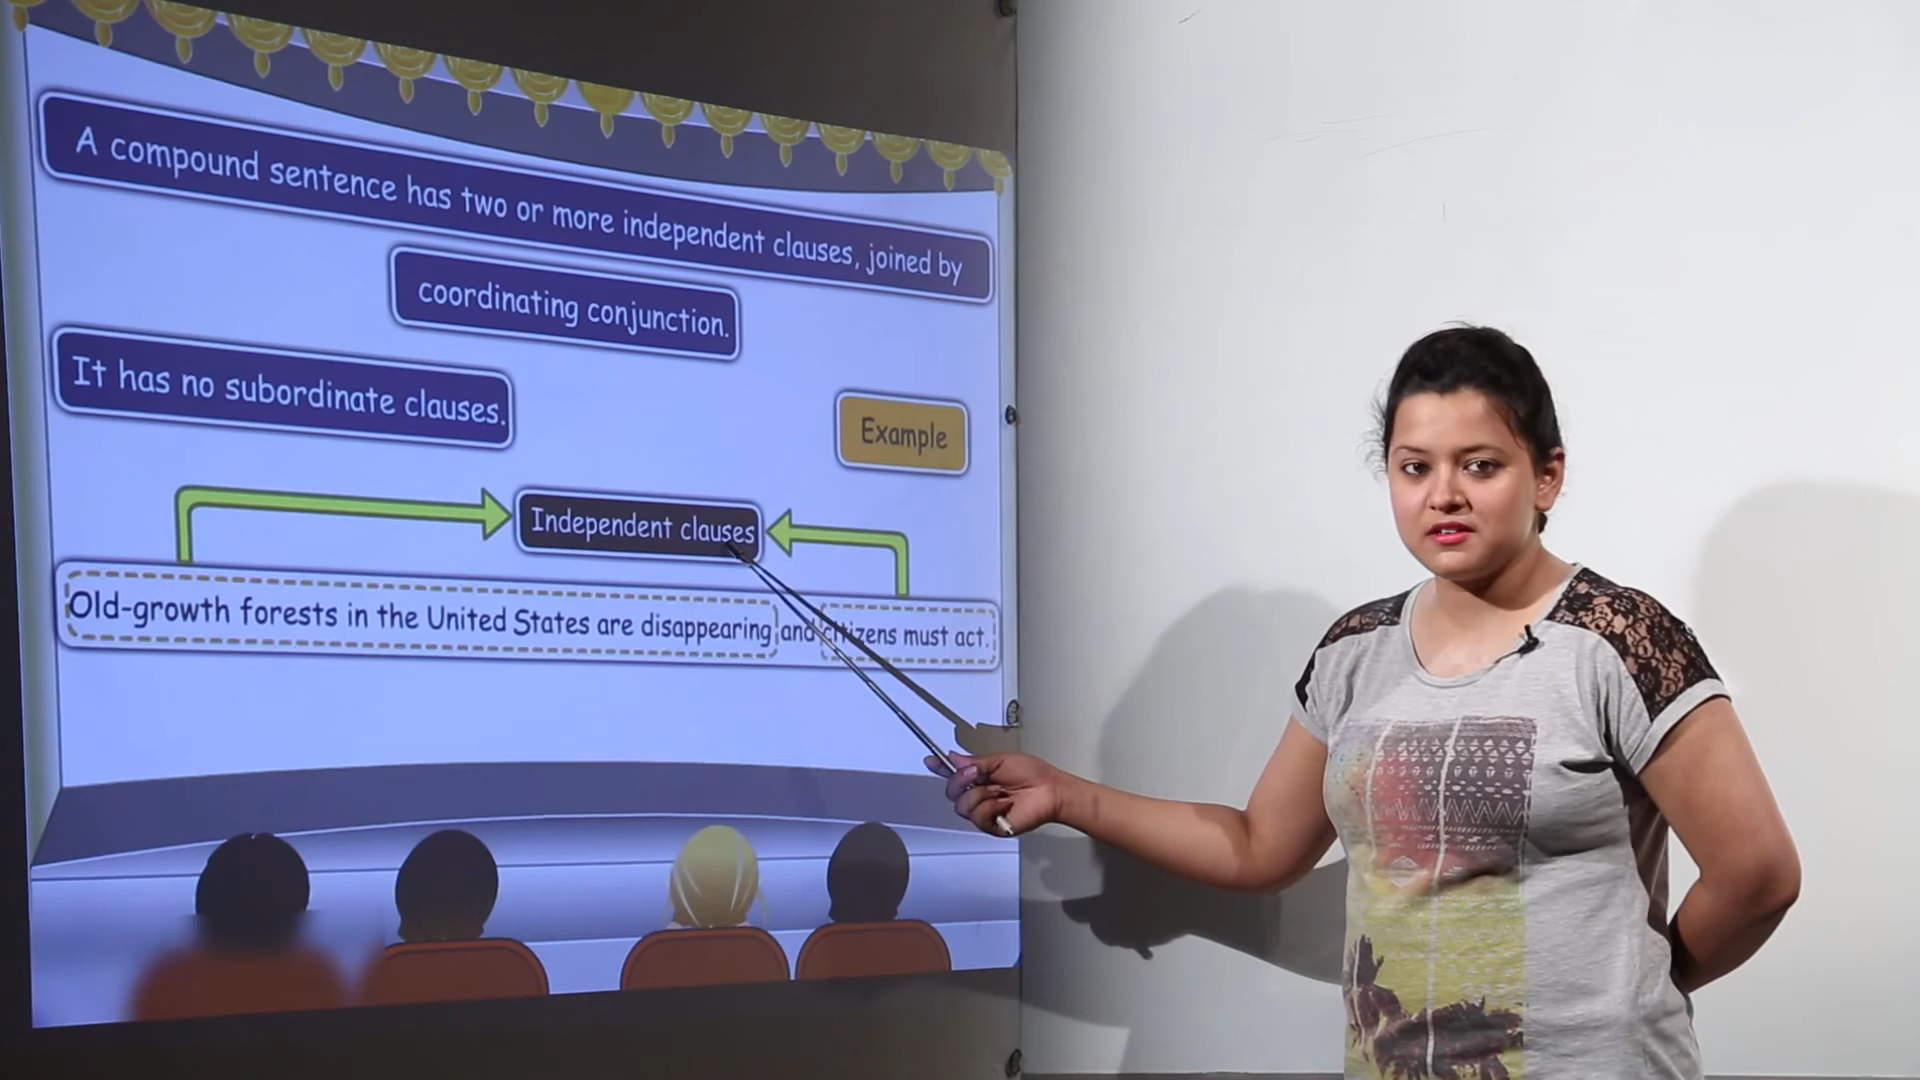 A compound sentence has two or more independent clauses, joined by
coordinating conjunction.
It has no subordinate clauses.
Example
Independent clauses
Old-growth forests in the United States are disappearing and citizens must act.